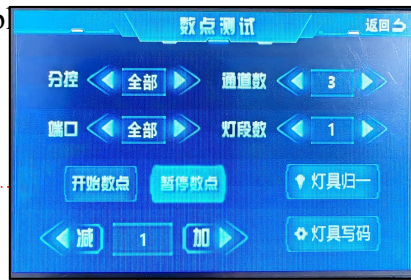 数点测试 返回
分控 全部 通道数 3
端口 全部 灯段数 1
开始数点 暂停数点 灯具归一
减 1 加 灯具写码